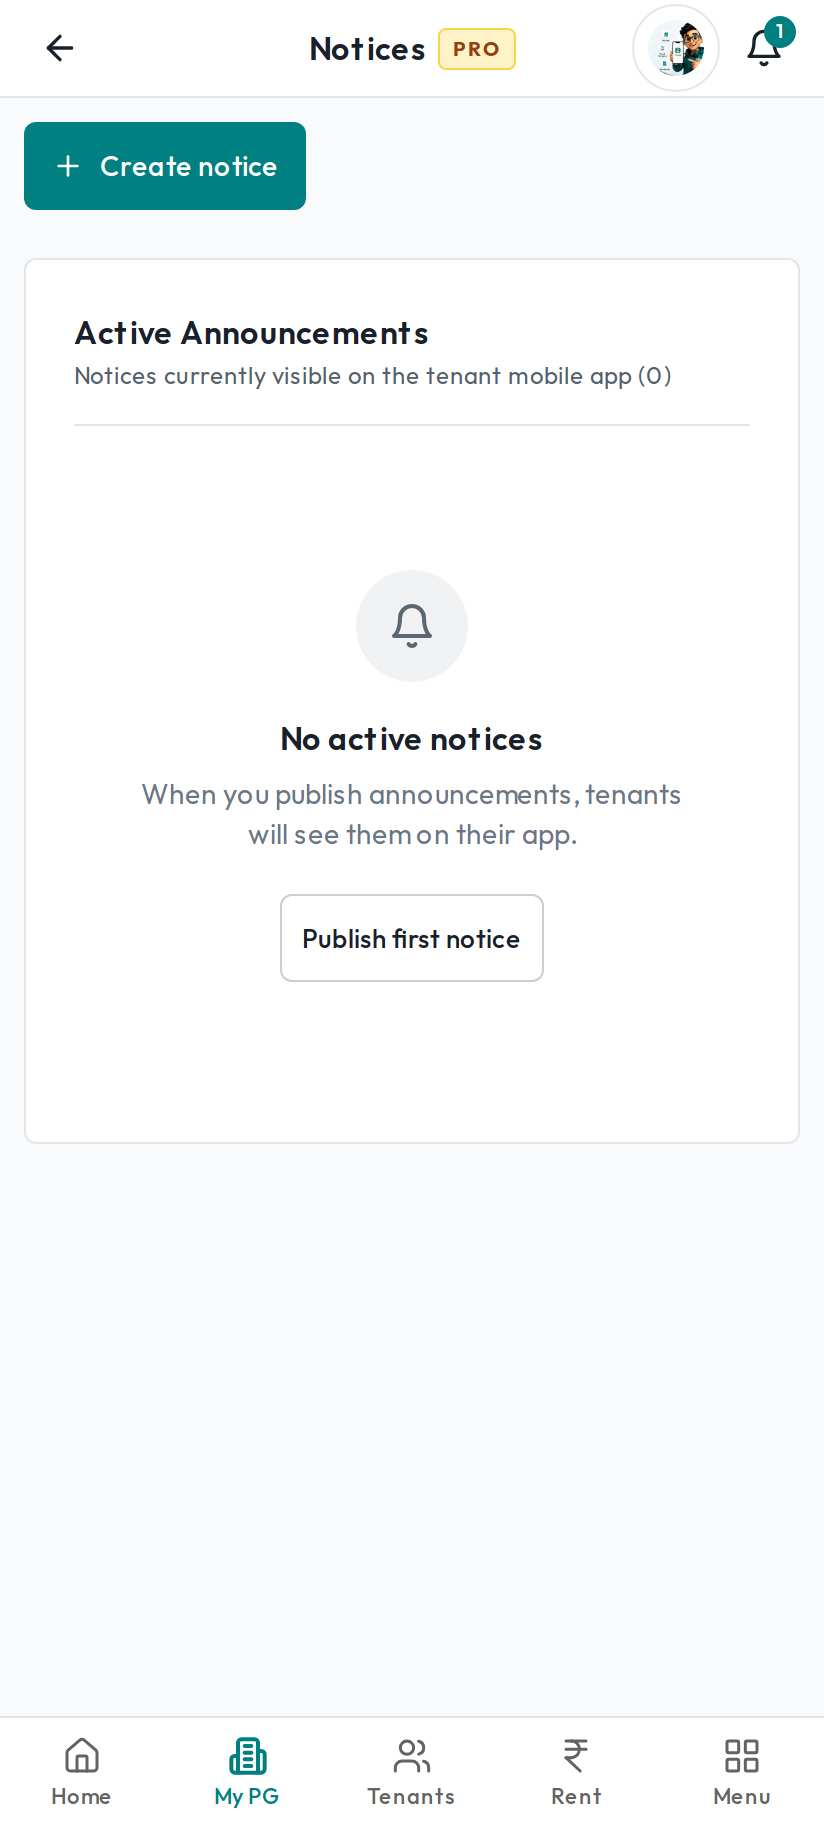 Notices PRO
1
Create notice
Active Announcements
Notices currently visible on the tenant mobile app (0)
No active notices
When you publish announcements, tenants
will see them on their app.
Publish first notice
Home My PG Tenants Rent Menu